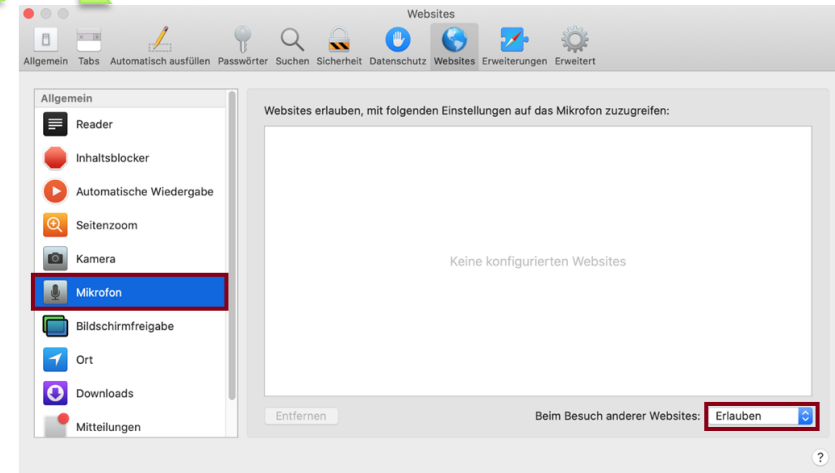 Websites
Allgemein Tabs Automatisch ausfüllen Passwörter Suchen Sicherheit Datenschutz Websites Erweiterungen Erweitert
Allgemein
Reader
Inhaltsblocker
Automatische Wiedergabe
Seitenzoom
Kamera
Mikrofon
Bildschirmfreigabe
Ort
Downloads
Mitteilungen
Websites erlauben, mit folgenden Einstellungen auf das Mikrofon zuzugreifen:
Keine konfigurierten Websites
Entfernen
Beim Besuch anderer Websites: Erlauben
?